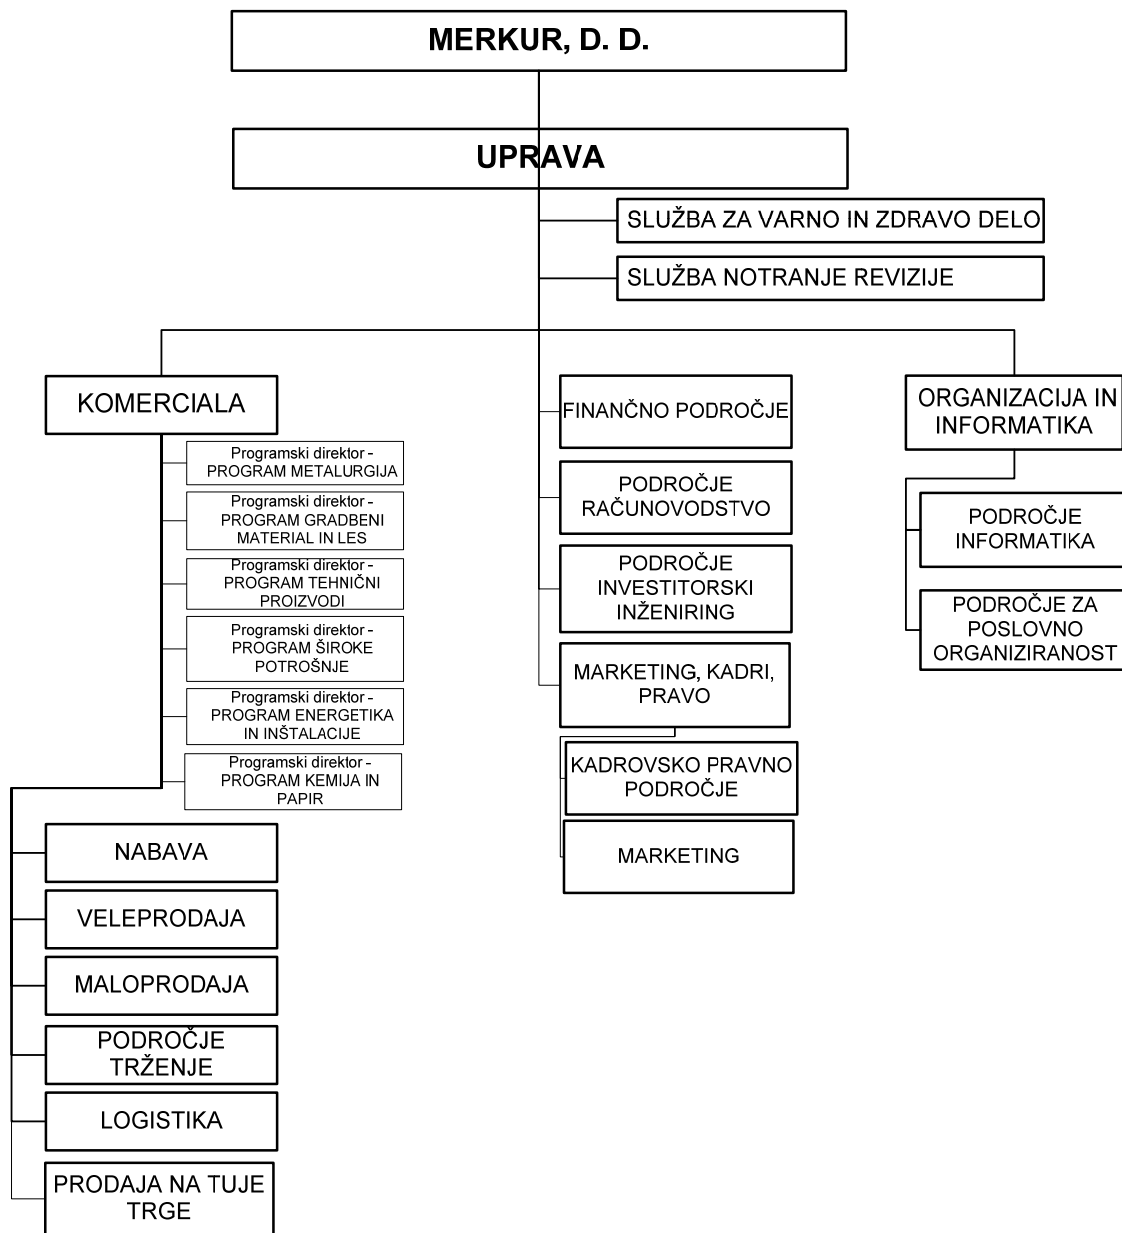 MERKUR, D. D.
UPRAVA
SLUŽBA ZA VARNO IN ZDRAVO DELO
SLUŽBA NOTRANJE REVIZIJE
KOMERCIALA
Programski direktor -
PROGRAM METALURGIJA
Programski direktor -
PROGRAM GRADBENI
MATERIAL IN LES
Programski direktor -
PROGRAM TEHNIČNI
PROIZVODI
Programski direktor -
PROGRAM ŠIROKE
POTROŠNJE
Programski direktor -
PROGRAM ENERGETIKA
IN INŠTALACIJE
Programski direktor -
PROGRAM KEMIJA IN
PAPIR
NABAVA
VELEPRODAJA
MALOPRODAJA
PODROČJE
TRŽENJE
LOGISTIKA
PRODAJA NA TUJE
TRGE
FINANČNO PODROČJE
PODROČJE
RAČUNOVODSTVO
PODROČJE
INVESTITORSKI
INŽENIRING
MARKETING, KADRI,
PRAVO
KADROVSKO PRAVNO
PODROČJE
MARKETING
ORGANIZACIJA IN
INFORMATIKA
PODROČJE
INFORMATIKA
PODROČJE ZA
POSLOVNO
ORGANIZIRANOST